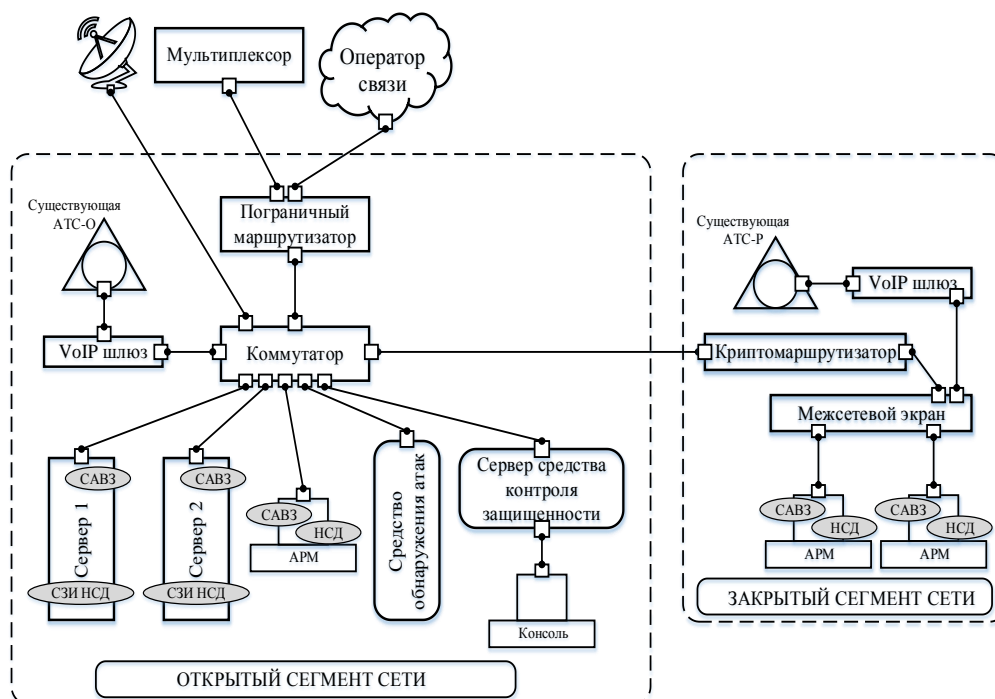 Мультиплексор
Оператор
связи
Существующая
АТС-О
Пограничный
маршрутизатор
Существующая
АТС-Р
VoIP шлюз
VoIP шлюз
Коммутатор
Криптомаршрутизатор
Межсетевой экран
САВЗ
Сервер 1
СЗИ НСД
САВЗ
Сервер 2
СЗИ НСД
САВЗ
НСД
АРМ
Средство
обнаружения атак
Сервер средства
контроля
защищенности
Консоль
САВЗ
НСД
АРМ
САВЗ
НСД
АРМ
ЗАКРЫТЫЙ СЕГМЕНТ СЕТИ
ОТКРЫТЫЙ СЕГМЕНТ СЕТИ